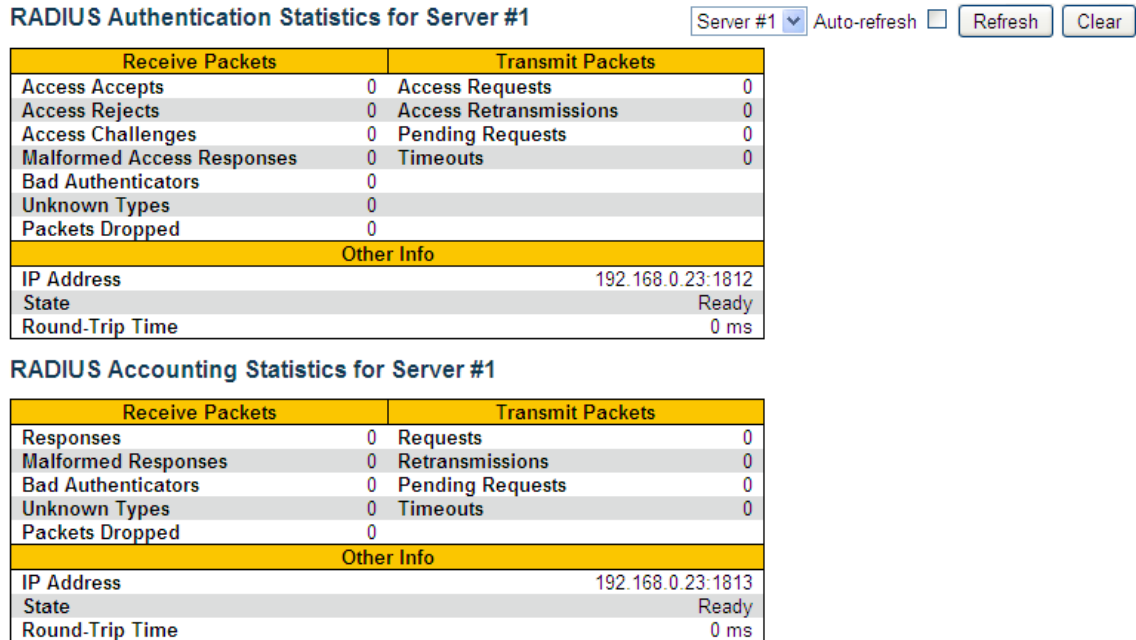 RADIUS Authentication Statistics for Server #1 Server #1 Auto-refresh Refresh Clear
Receive Packets Transmit Packets
Access Accepts 0 Access Requests 0
Access Rejects 0 Access Retransmissions 0
Access Challenges 0 Pending Requests 0
Malformed Access Responses 0 Timeouts 0
Bad Authenticators 0
Unknown Types 0
Packets Dropped 0
Other Info
IP Address 192.168.0.23:1812
State Ready
Round-Trip Time 0 ms
RADIUS Accounting Statistics for Server #1
Receive Packets Transmit Packets
Responses 0 Requests 0
Malformed Responses 0 Retransmissions 0
Bad Authenticators 0 Pending Requests 0
Unknown Types 0 Timeouts 0
Packets Dropped 0
Other Info
IP Address 192.168.0.23:1813
State Ready
Round-Trip Time 0 ms